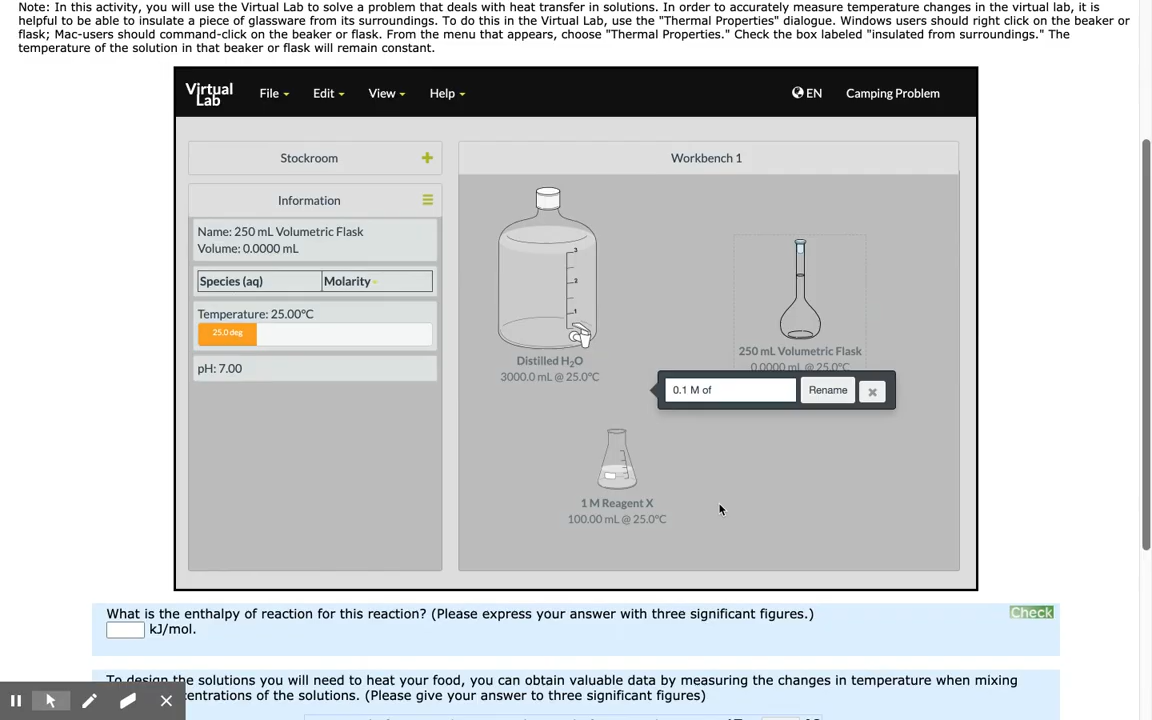 Note: In this activity, you will use the Virtual Lab to solve a problem that deals with heat transfer in solutions. In order to accurately measure temperature changes in the virtual lab, it is
helpful to be able to insulate a piece of glassware from its surroundings. To do this in the Virtual Lab, use the "Thermal Properties" dialogue. Windows users should right click on the beaker or
flask; Mac-users should command-click on the beaker or flask. From the menu that appears, choose "Thermal Properties." Check the box labeled "insulated from surroundings." The
temperature of the solution in that beaker or flask will remain constant.
Virtual Lab
File
Edit
View
Help
EN
Camping Problem
Stockroom
Workbench 1
Information
Name: 250 mL Volumetric Flask
Volume: 0.0000 mL
Species (aq)
Molarity
Temperature: 25.00°C
25.0 deg
pH: 7.00
3
2
1
Distilled H₂O
3000.0 mL @ 25.0°C
250 mL Volumetric Flask
0.0000 mL @ 25.0°C
0.1 M of
Rename
1 M Reagent X
100.00 mL @ 25.0°C
What is the enthalpy of reaction for this reaction? (Please express your answer with three significant figures.)
Check
kJ/mol.
To design the solutions you will need to heat your food, you can obtain valuable data by measuring the changes in temperature when mixing
of the solutions. (Please give your answer to three significant figures)